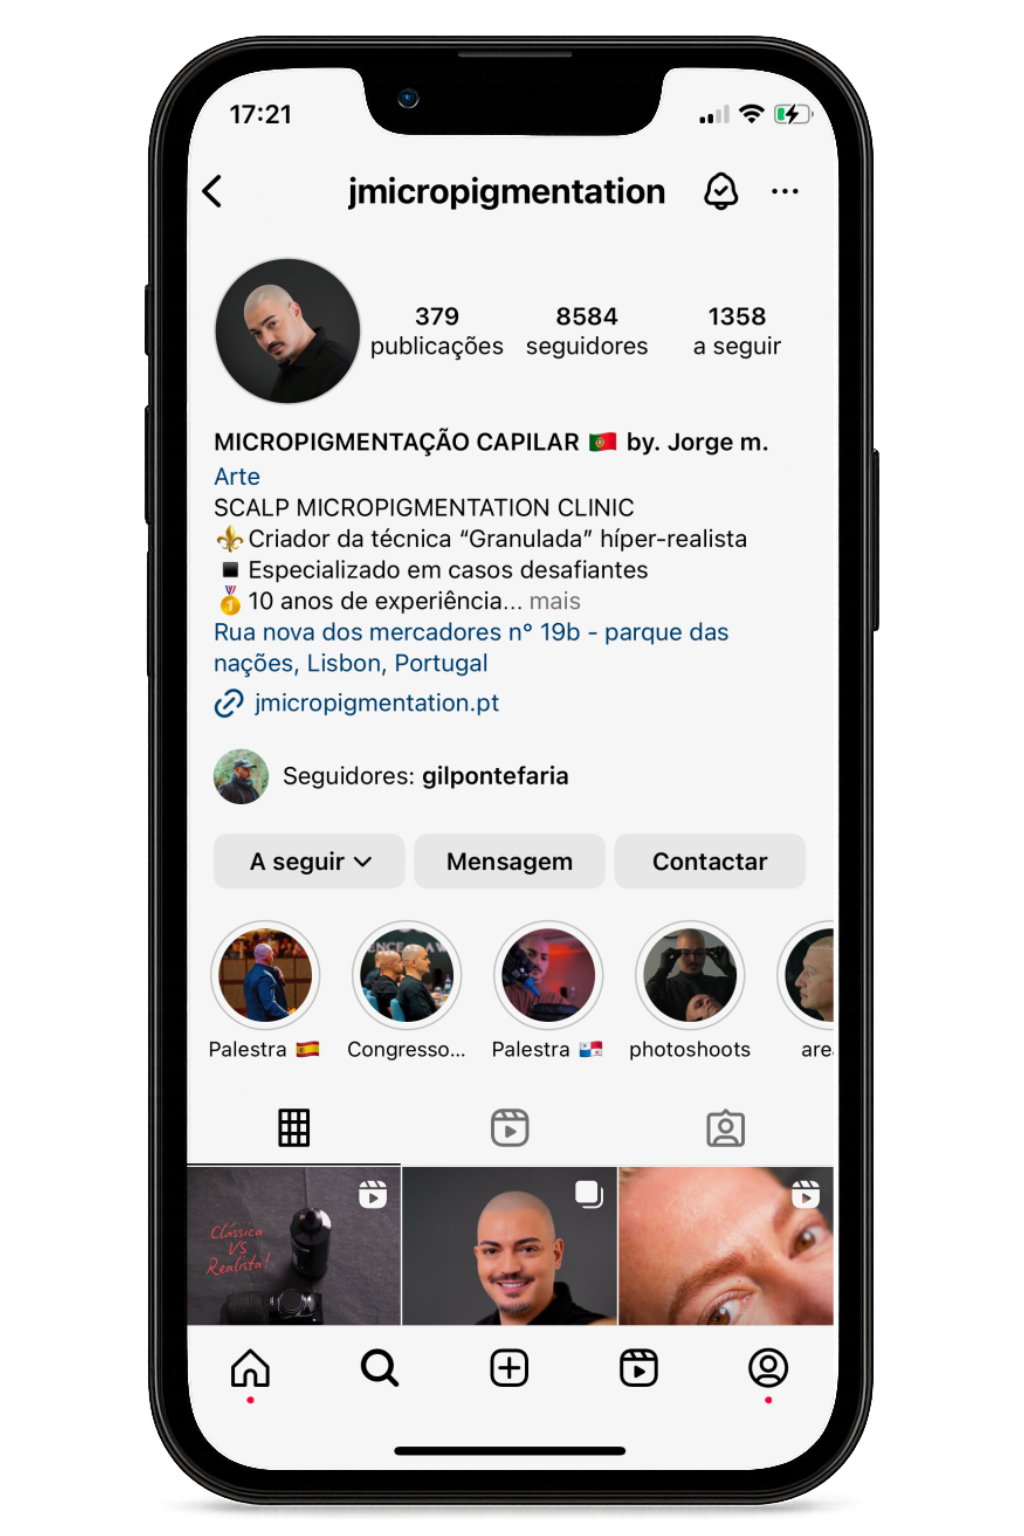 17:21
jmicropigmentation
379
8584
1358
publicações
seguidores
a seguir
MICROPIGMENTAÇÃO CAPILAR 🇵🇹 by. Jorge m.
Arte
SCALP MICROPIGMENTATION CLINIC
⚜️Criador da técnica “Granulada” híper-realista
◾Especializado em casos desafiantes
🥇10 anos de experiência... mais
Rua nova dos mercadores nº 19b - parque das
nações, Lisbon, Portugal
jmicropigmentation.pt
Seguidores: gilpontefaria
A seguir
Mensagem
Contactar
Palestra 🇪🇸
Congresso...
Palestra 🇵🇦
photoshoots
are
Clássica
VS
Realista!